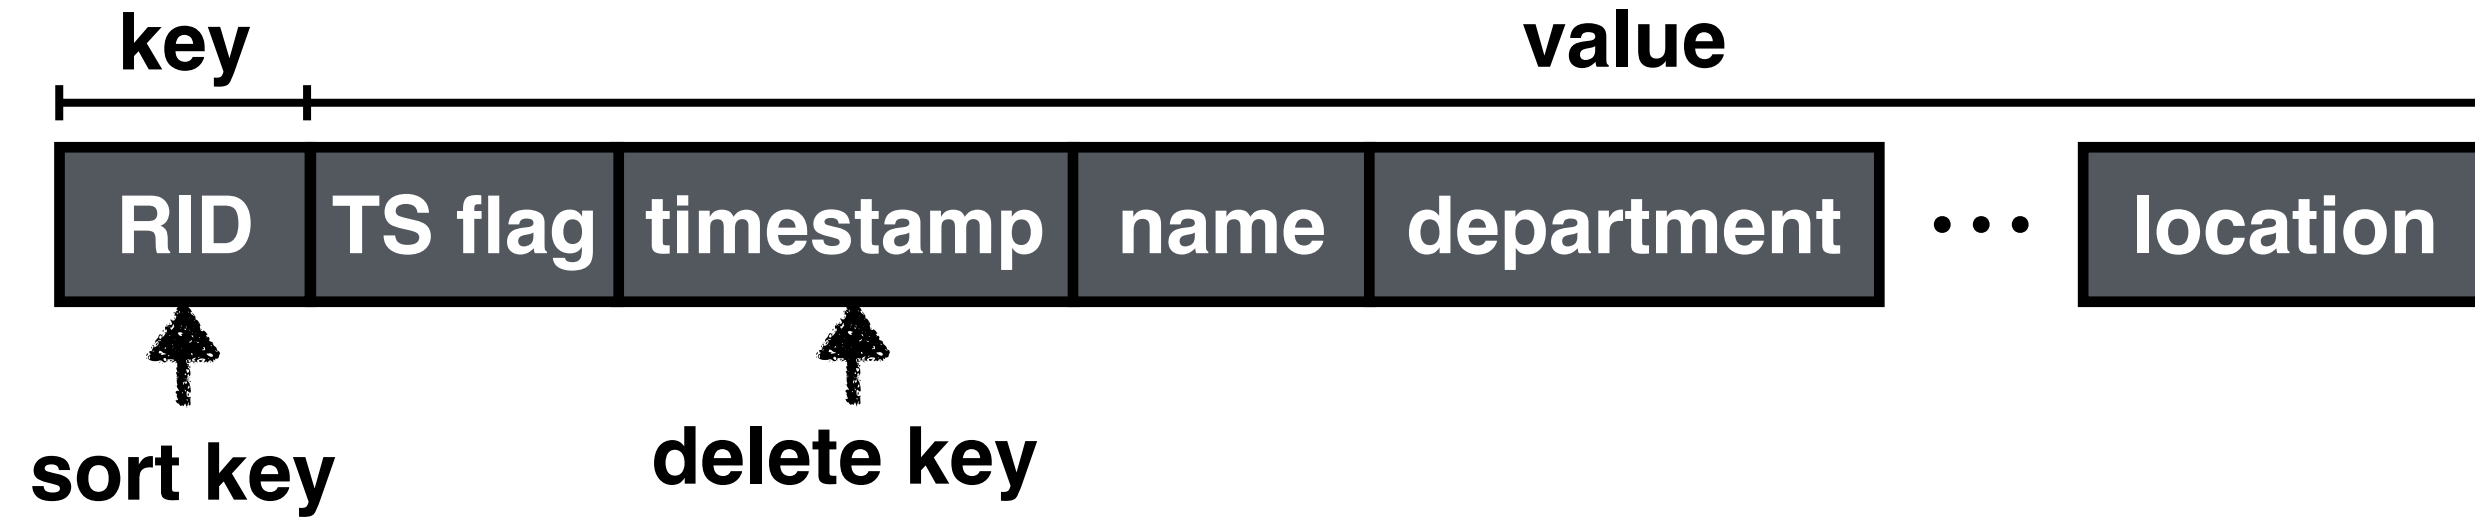 key value
RID TS flag timestamp name department ... location
sort key delete key